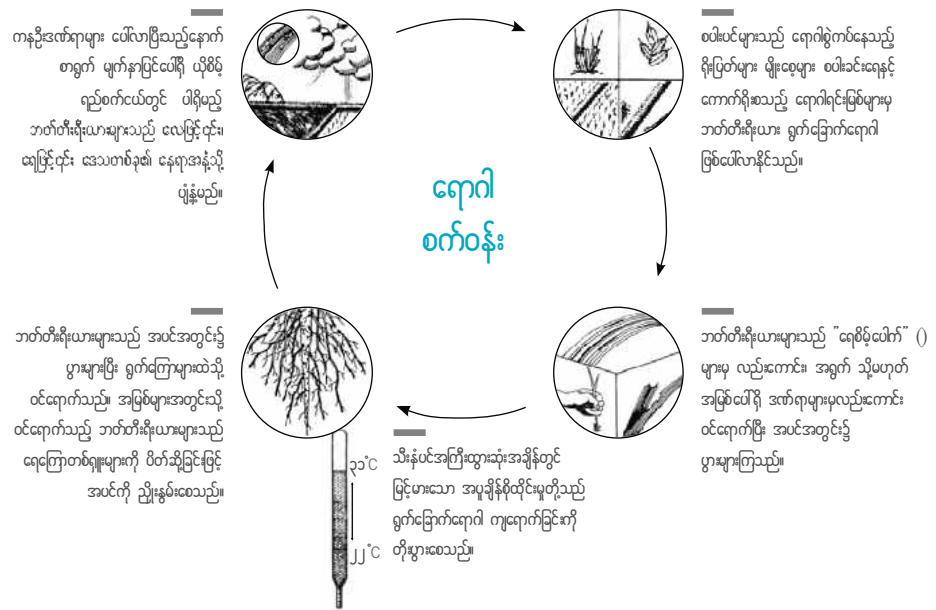 ကနဦးဒဏ်ရာများ ပေါ်လာပြီးသည့်နောက်
စာရွက် မျက်နှာပြင်ပေါ်ရှိ ယိုစိမ့်
ရည်စက်ငယ်တွင် ပါရှိမည့်
ဘတ်တီးရီးယားများသည် လေဖြင့်၎င်း၊
ရေဖြင့်၎င်း ဒေသတစ်ခု၏ နေရာအနှံ့သို့
ပျံ့နှံ့မည်။
စပါးပင်များသည် ရောဂါစွဲကပ်နေသည့်
ရိုးပြတ်များ မျိုးစေ့များ စပါးခင်းရေနှင့်
ကောက်ရိုးစသည့် ရောဂါရင်းမြစ်များမှ
ဘတ်တီးရီးယား ရွက်ခြောက်ရောဂါ
ဖြစ်ပေါ်လာနိုင်သည်။
ရောဂါ
စက်ဝန်း
ဘတ်တီးရီးယားများသည် "ရေစိမ့်ပေါက်" ()
များမှ လည်းကောင်း၊ အရွက် သို့မဟုတ်
အမြစ်ပေါ်ရှိ ဒဏ်ရာများမှလည်းကောင်း
ဝင်ရောက်ပြီး အပင်အတွင်း၌
ပွားများကြသည်။
ဘတ်တီးရီးယားများသည် အပင်အတွင်း၌
ပွားများပြီး ရွက်ကြောများထဲသို့
ဝင်ရောက်သည်။ အမြစ်များအတွင်းသို့
ဝင်ရောက်သည့် ဘတ်တီးရီးယားများသည်
ရေကြောတစ်ရှူးများကို ပိတ်ဆို့ခြင်းဖြင့်
အပင်ကို ညှိုးနွမ်းစေသည်။
၃၁°C
၂၂°C
သီးနှံပင်အကြီးထွားဆုံးအချိန်တွင်
မြင့်မားသော အပူချိန်စိုထိုင်းမှုတို့သည်
ရွက်ခြောက်ရောဂါ ကျရောက်ခြင်းကို
တိုးပွားစေသည်။